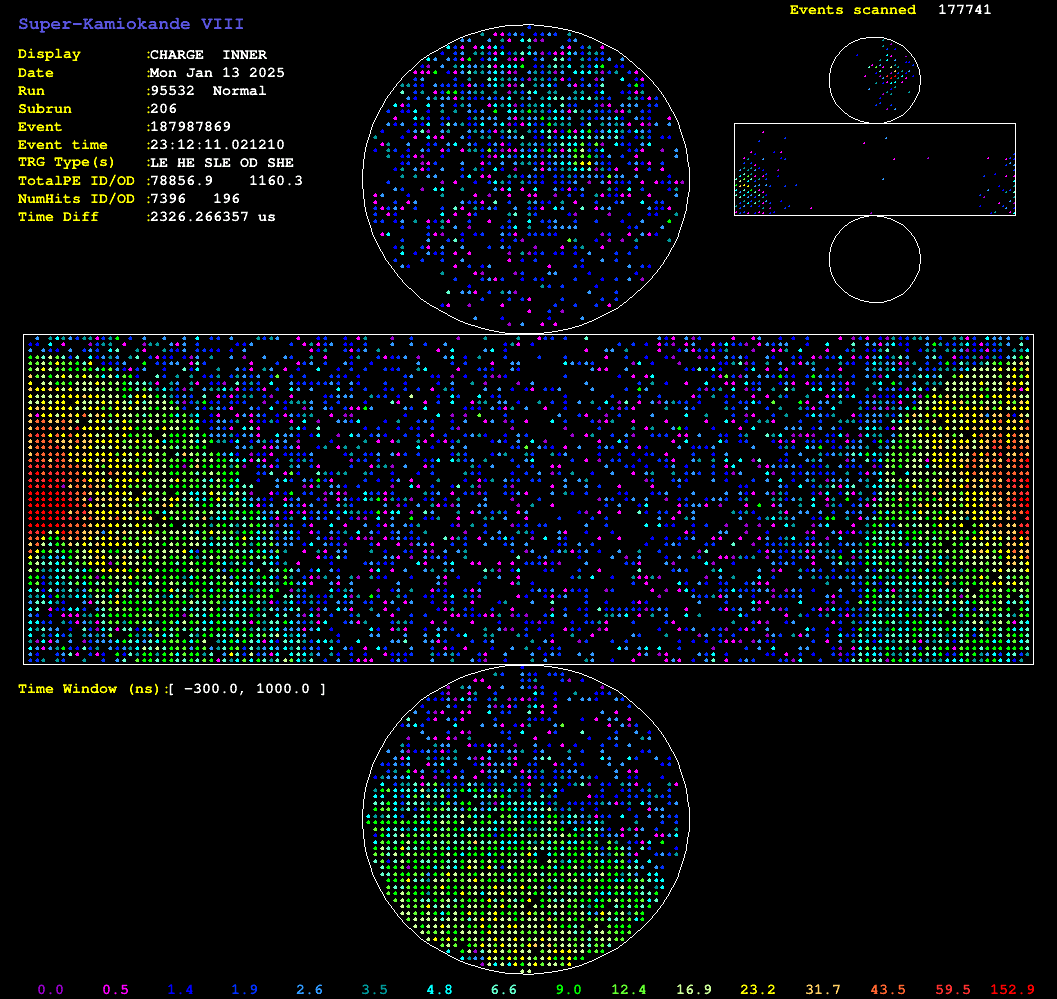 Super-Kamiokande VIII
Events scanned 177741
Display :CHARGE INNER
Date :Mon Jan 13 2025
Run :95532 Normal
Subrun :206
Event :187987869
Event time :23:12:11.021210
TRG Type(s) :LE HE SLE OD SHE
TotalPE ID/OD :78856.9 1160.3
NumHits ID/OD :7396 196
Time Diff :2326.266357 us
Time Window (ns):[ -300.0, 1000.0 ]
0.0 0.5 1.4 1.9 2.6 3.5 4.8 6.6 9.0 12.4 16.9 23.2 31.7 43.5 59.5 152.9